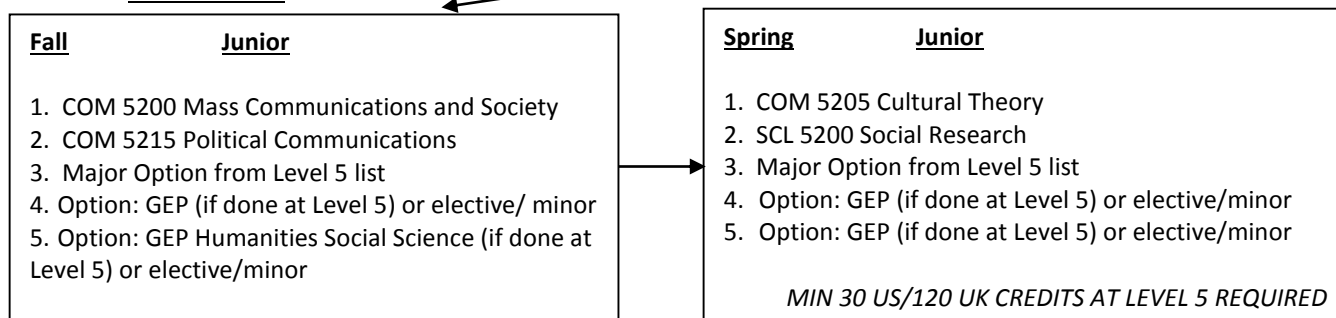 Fall Junior
1. COM 5200 Mass Communications and Society
2. COM 5215 Political Communications
3. Major Option from Level 5 list
4. Option: GEP (if done at Level 5) or elective/ minor
5. Option: GEP Humanities Social Science (if done at
Level 5) or elective/minor
Spring Junior
1. COM 5205 Cultural Theory
2. SCL 5200 Social Research
3. Major Option from Level 5 list
4. Option: GEP (if done at Level 5) or elective/minor
5. Option: GEP (if done at Level 5) or elective/minor
MIN 30 US/120 UK CREDITS AT LEVEL 5 REQUIRED